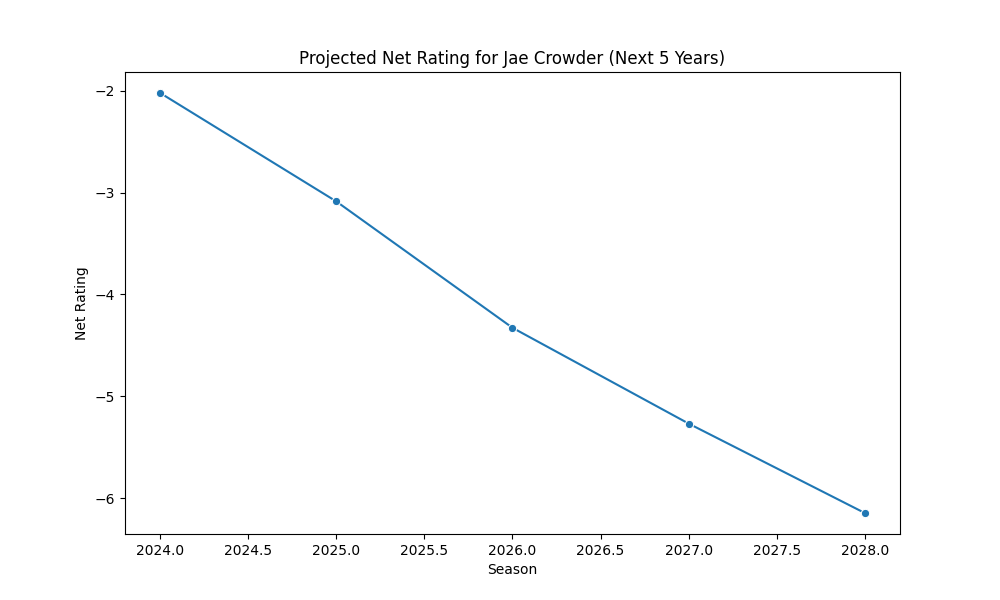 Projected Net Rating for Jae Crowder (Next 5 Years)
Net Rating
−2
−3
−4
−5
−6
2024.0 2024.5 2025.0 2025.5 2026.0 2026.5 2027.0 2027.5 2028.0
Season